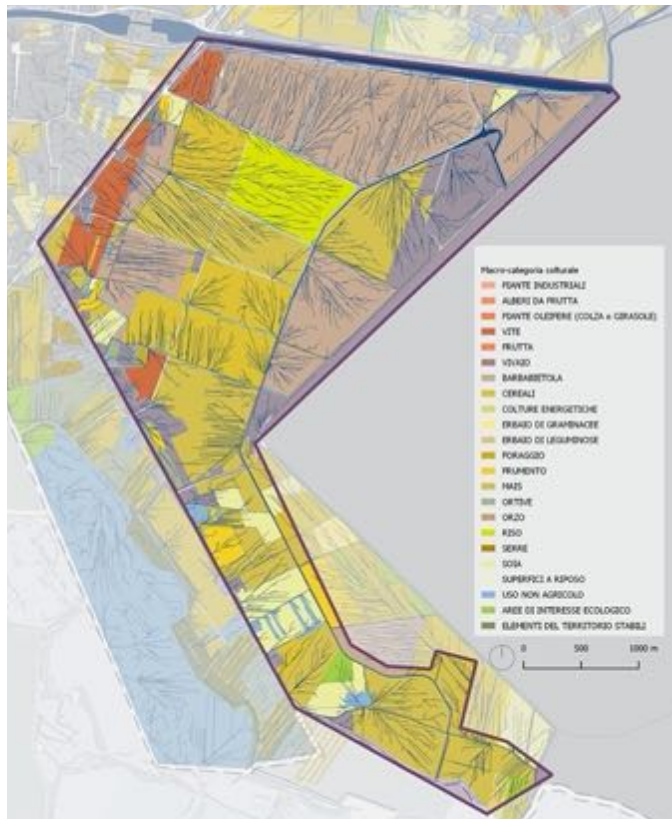 Macro-categoria colturale
PIANTE INDUSTRIALI
ALBERI DA FRUTTA
PIANTE OLEIFERE (COLZA e GIRASOLE)
VITE
FRUTTA
VIVAIO
BARBABIETOLA
CEREALI
COLTURE ENERGETICHE
ERBAIO DI GRAMINACEE
ERBAIO DI LEGUMINOSE
FORAGGIO
FRUMENTO
MAIS
ORTIVE
ORZO
RISO
SERRE
SOIA
SUPERFICI A RIPOSO
USO NON AGRICOLO
AREE DI INTERESSE ECOLOGICO
ELEMENTI DEL TERRITORIO STABILI
0 500 1000 m